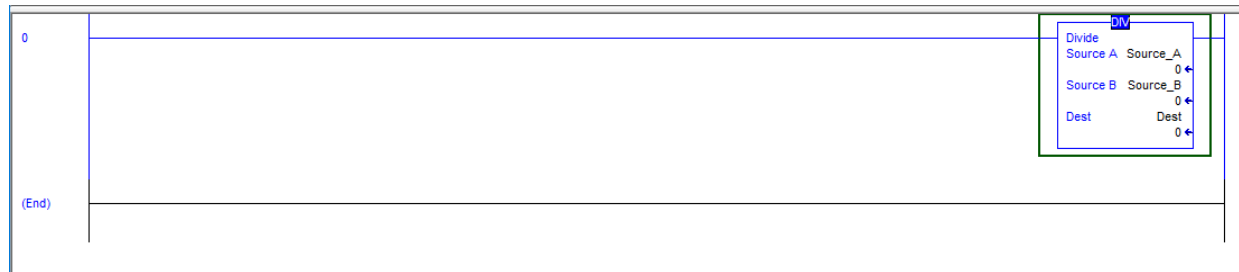 DIV
0
Divide
Source A Source_A
0
Source B Source_B
0
Dest Dest
0
(End)